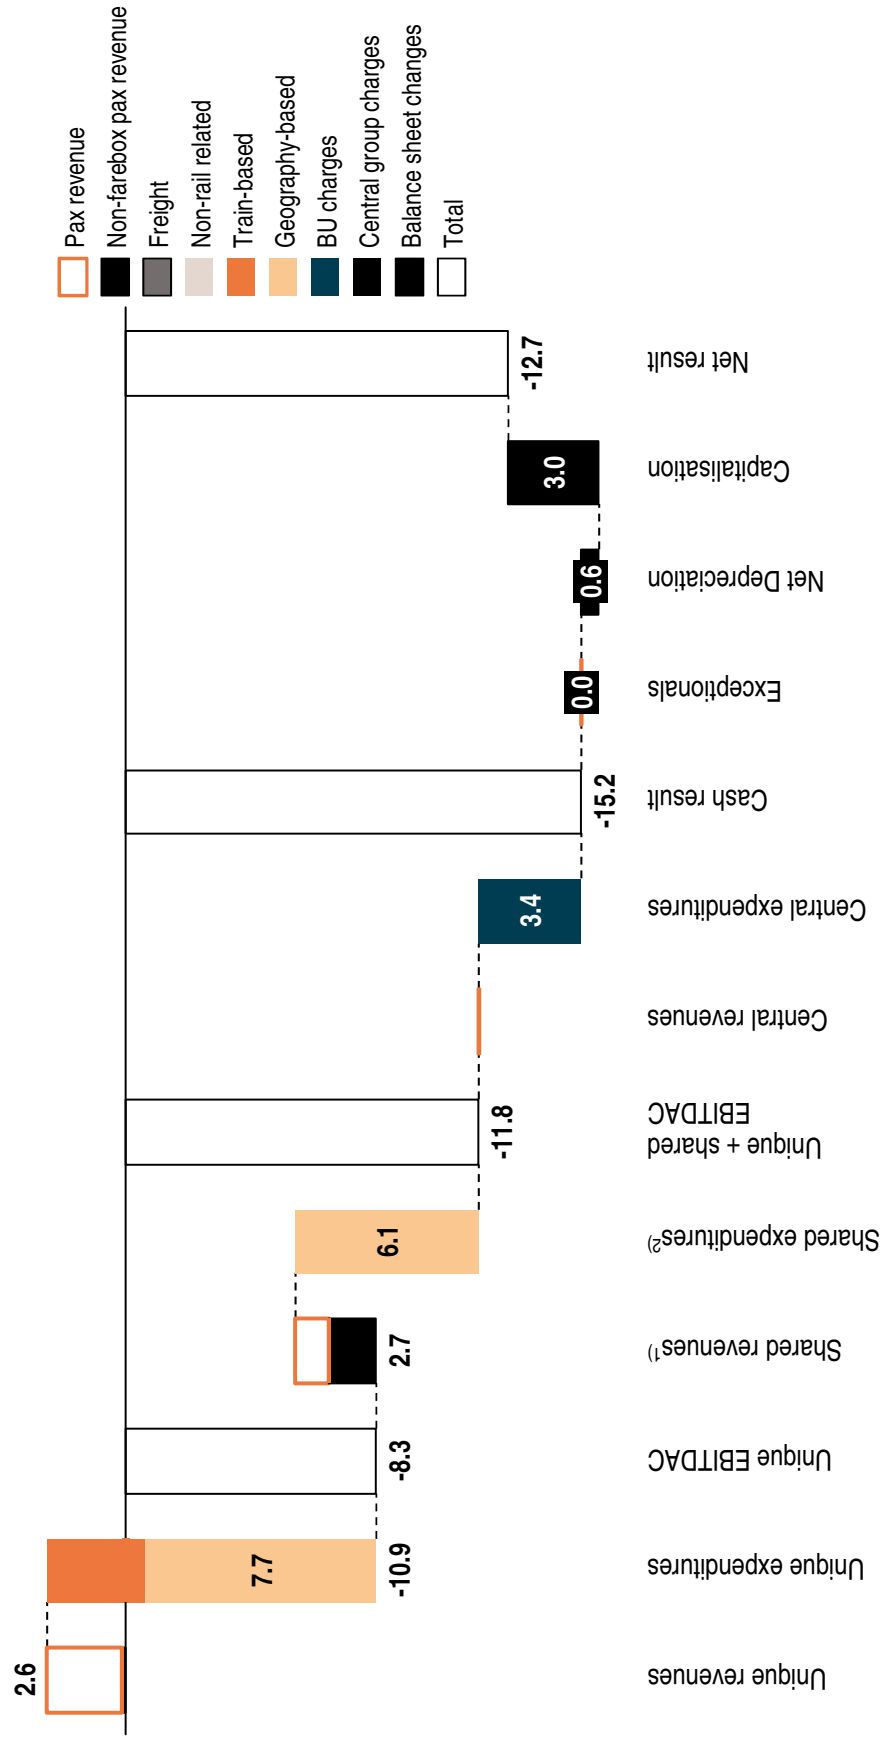 Pax revenue
Non-farebox pax revenue
Freight
Non-rail related
Train-based
Geography-based
BU charges
Central group charges
Balance sheet changes
Total
2.6
7.7
-10.9
-8.3
2.7
6.1
-11.8
3.4
-15.2
0.0
0.6
3.0
-12.7
Unique revenues
Unique expenditures
Unique EBITDAC
Shared revenues1)
Shared expenditures2)
Unique + shared
EBITDAC
Central revenues
Central expenditures
Cash result
Exceptionals
Net Depreciation
Capitalisation
Net result